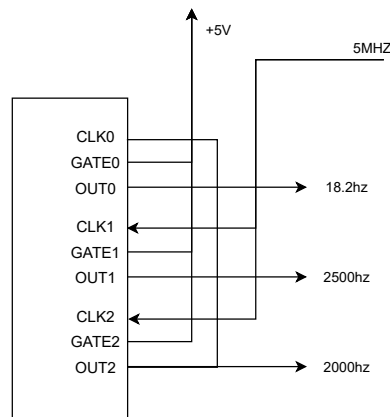 +5V
5MHZ
CLK0
GATE0
OUT0
18.2hz
CLK1
GATE1
OUT1
2500hz
CLK2
GATE2
OUT2
2000hz